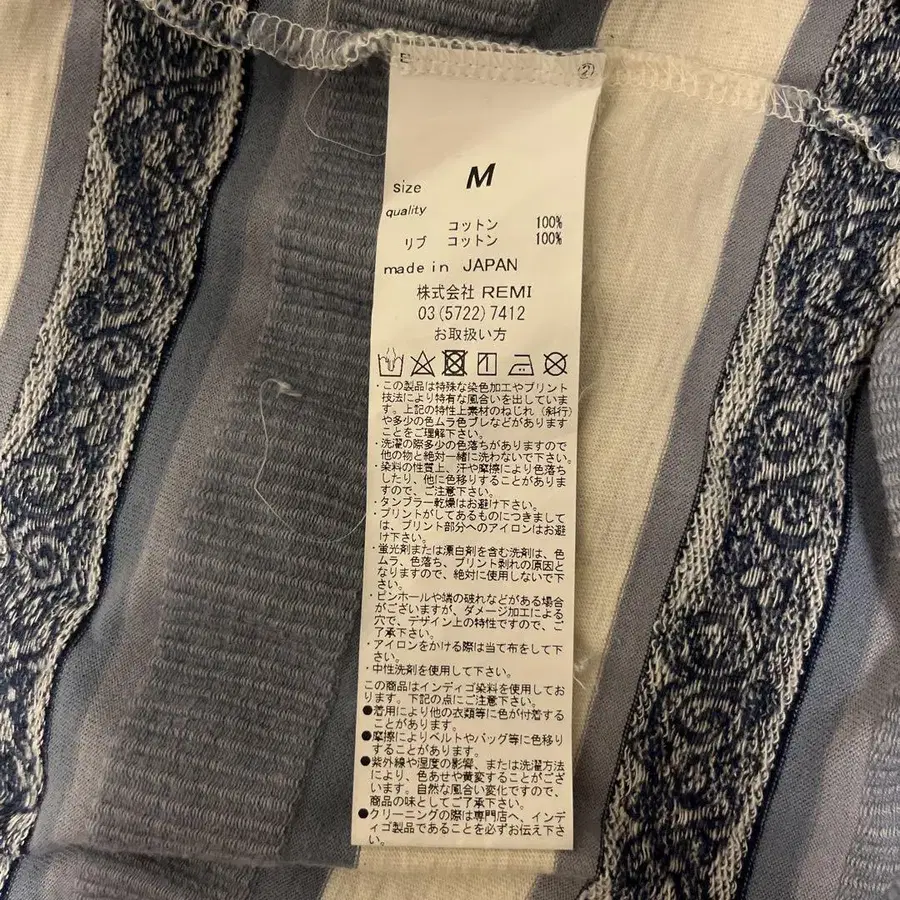 ②
size M
quality
コットン 100%
リブ コットン 100%
made in JAPAN
株式会社 REMI
03(5722)7412
お取扱い方
・この製品は特殊な染色加工やプリント
技法により特有な風合いを出していま
す。上記の特性上素材のねじれ（斜行）
や多少の色ムラ色ブレなどがあります
ことをご理解下さい。
・洗濯の際多少の色落ちがありますので
他の物と絶対一緒に洗わないで下さい。
・染料の性質上、汗や摩擦により色落ち
したり、他に色移りすることがありま
すので、ご注意下さい。
・タンブラー乾燥はお避け下さい。
・プリントがしてあるものにつきまして
は、プリント部分へのアイロンはお避
け下さい。
・蛍光剤または漂白剤を含む洗剤は、色
ムラ、色落ち、プリント剥れの原因と
なりますので、絶対に使用しないで下
さい。
・ピンホールや端の破れなどがある場合
がございますが、ダメージ加工による
穴で、デザイン上の特性ですので、ご
了承下さい。
・アイロンをかける際は当て布をして下
さい。
・中性洗剤を使用して下さい。
この商品はインディゴ染料を使用してお
ります。下記の点にご注意下さい。
●着用により他の衣類等に色が付着する
ことがあります。
●摩擦によりベルトやバッグ等に色移り
することがあります。
●紫外線や湿度の影響、または洗濯方法
により、色あせや黄変することがござ
います。自然な風合い変化ですので、
商品の味としてご了承下さい。
●クリーニングの際は専門店へ、インデ
ィゴ製品であることを必ずお伝え下さ
い。